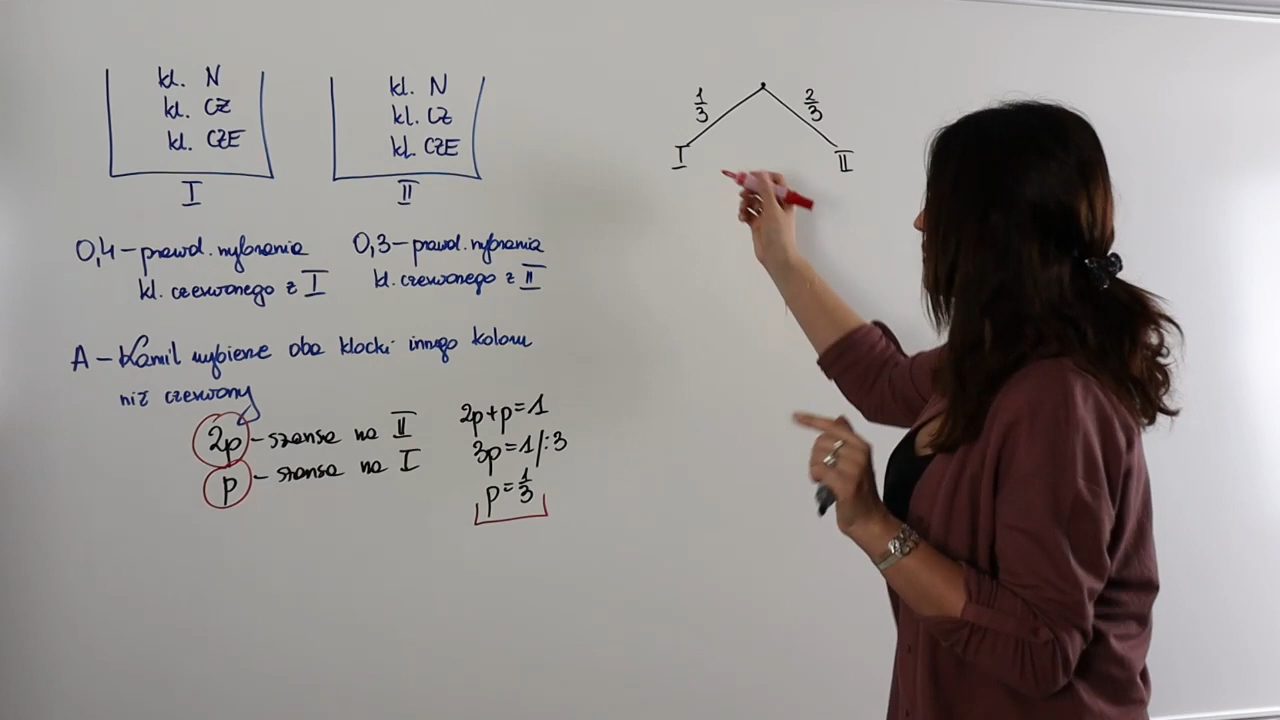 kl. N
kl. CZ
kl. CZE
I
kl. N
kl. CZ
kl. CZE
II
0,4 – prawd. wybrania
kl. czerwonego z I
0,3 – prawd. wybrania
kl. czerwonego z II
A – Kamil wybierze oba klocki innego koloru
niż czerwony
2p – szansa na II
p – szansa na I
2p+p=1
3p=1/:3
p=1/3
1/3
2/3
I
II